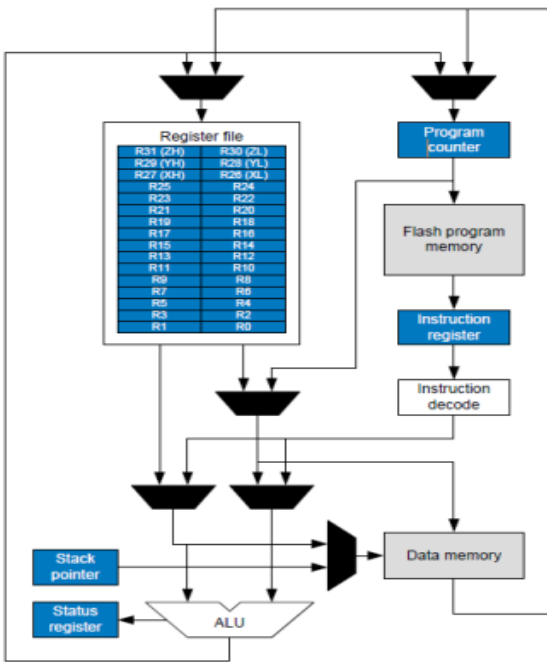 Register file
R31 (ZH) R30 (ZL)
R29 (YH) R28 (YL)
R27 (XH) R26 (XL)
R25 R24
R23 R22
R21 R20
R19 R18
R17 R16
R15 R14
R13 R12
R11 R10
R9 R8
R7 R6
R5 R4
R3 R2
R1 R0
Program
counter
Flash program
memory
Instruction
register
Instruction
decode
Stack
pointer
Status
register
ALU
Data memory